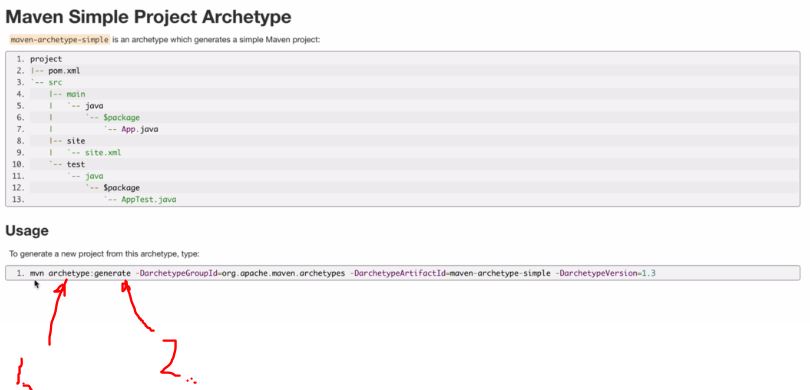 Maven Simple Project Archetype
maven-archetype-simple is an archetype which generates a simple Maven project:
1. project
2. |-- pom.xml
3. `-- src
4.     |-- main
5.     |   `-- java
6.     |       `-- $package
7.     |           `-- App.java
8.     |-- site
9.     |   `-- site.xml
10.     `-- test
11.         `-- java
12.             `-- $package
13.                 `-- AppTest.java
Usage
To generate a new project from this archetype, type:
1. mvn archetype:generate -DarchetypeGroupId=org.apache.maven.archetypes -DarchetypeArtifactId=maven-archetype-simple -DarchetypeVersion=1.3
1. 2..